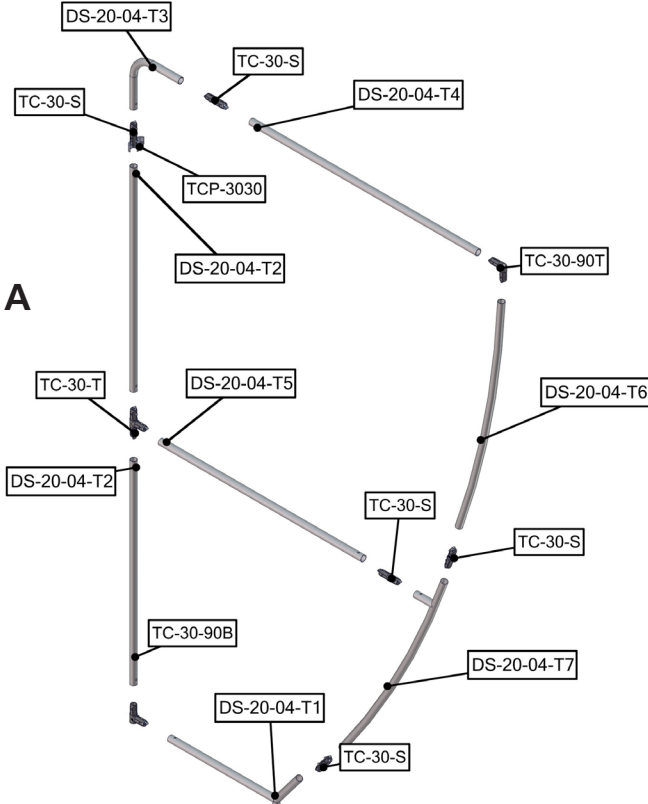 DS-20-04-T3
TC-30-S
TC-30-S
DS-20-04-T4
TCP-3030
DS-20-04-T2
TC-30-90T
A
TC-30-T
DS-20-04-T5
DS-20-04-T6
DS-20-04-T2
TC-30-S
TC-30-S
TC-30-90B
DS-20-04-T7
DS-20-04-T1
TC-30-S